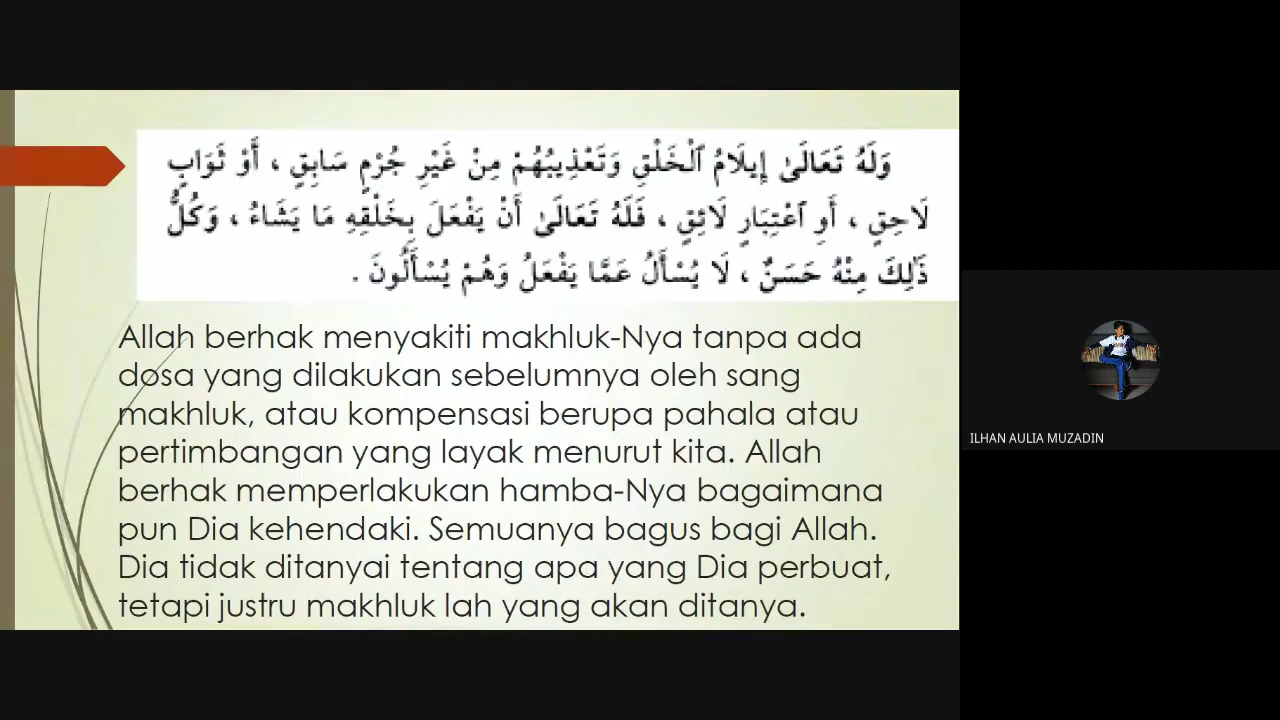 وَلَهُ تَعَالَىٰ إِيلَامُ ٱلْخَلْقِ وَتَعْذِيبُهُمْ مِنْ غَيْرِ جُرْمٍ سَابِقٍ ، أَوْ ثَوَابٍ
لَاحِقٍ ، أَوِ ٱعْتِبَارٍ لَائِقٍ ، فَلَهُ تَعَالَىٰ أَنْ يَفْعَلَ بِخَلْقِهِ مَا يَشَاءُ ، وَكُلُّ
ذَٰلِكَ مِنْهُ حَسَنٌ ، لَا يُسْأَلُ عَمَّا يَفْعَلُ وَهُمْ يُسْأَلُونَ .
Allah berhak menyakiti makhluk-Nya tanpa ada
dosa yang dilakukan sebelumnya oleh sang
makhluk, atau kompensasi berupa pahala atau
pertimbangan yang layak menurut kita. Allah
berhak memperlakukan hamba-Nya bagaimana
pun Dia kehendaki. Semuanya bagus bagi Allah.
Dia tidak ditanyai tentang apa yang Dia perbuat,
tetapi justru makhluk lah yang akan ditanya.
ILHAN AULIA MUZADIN